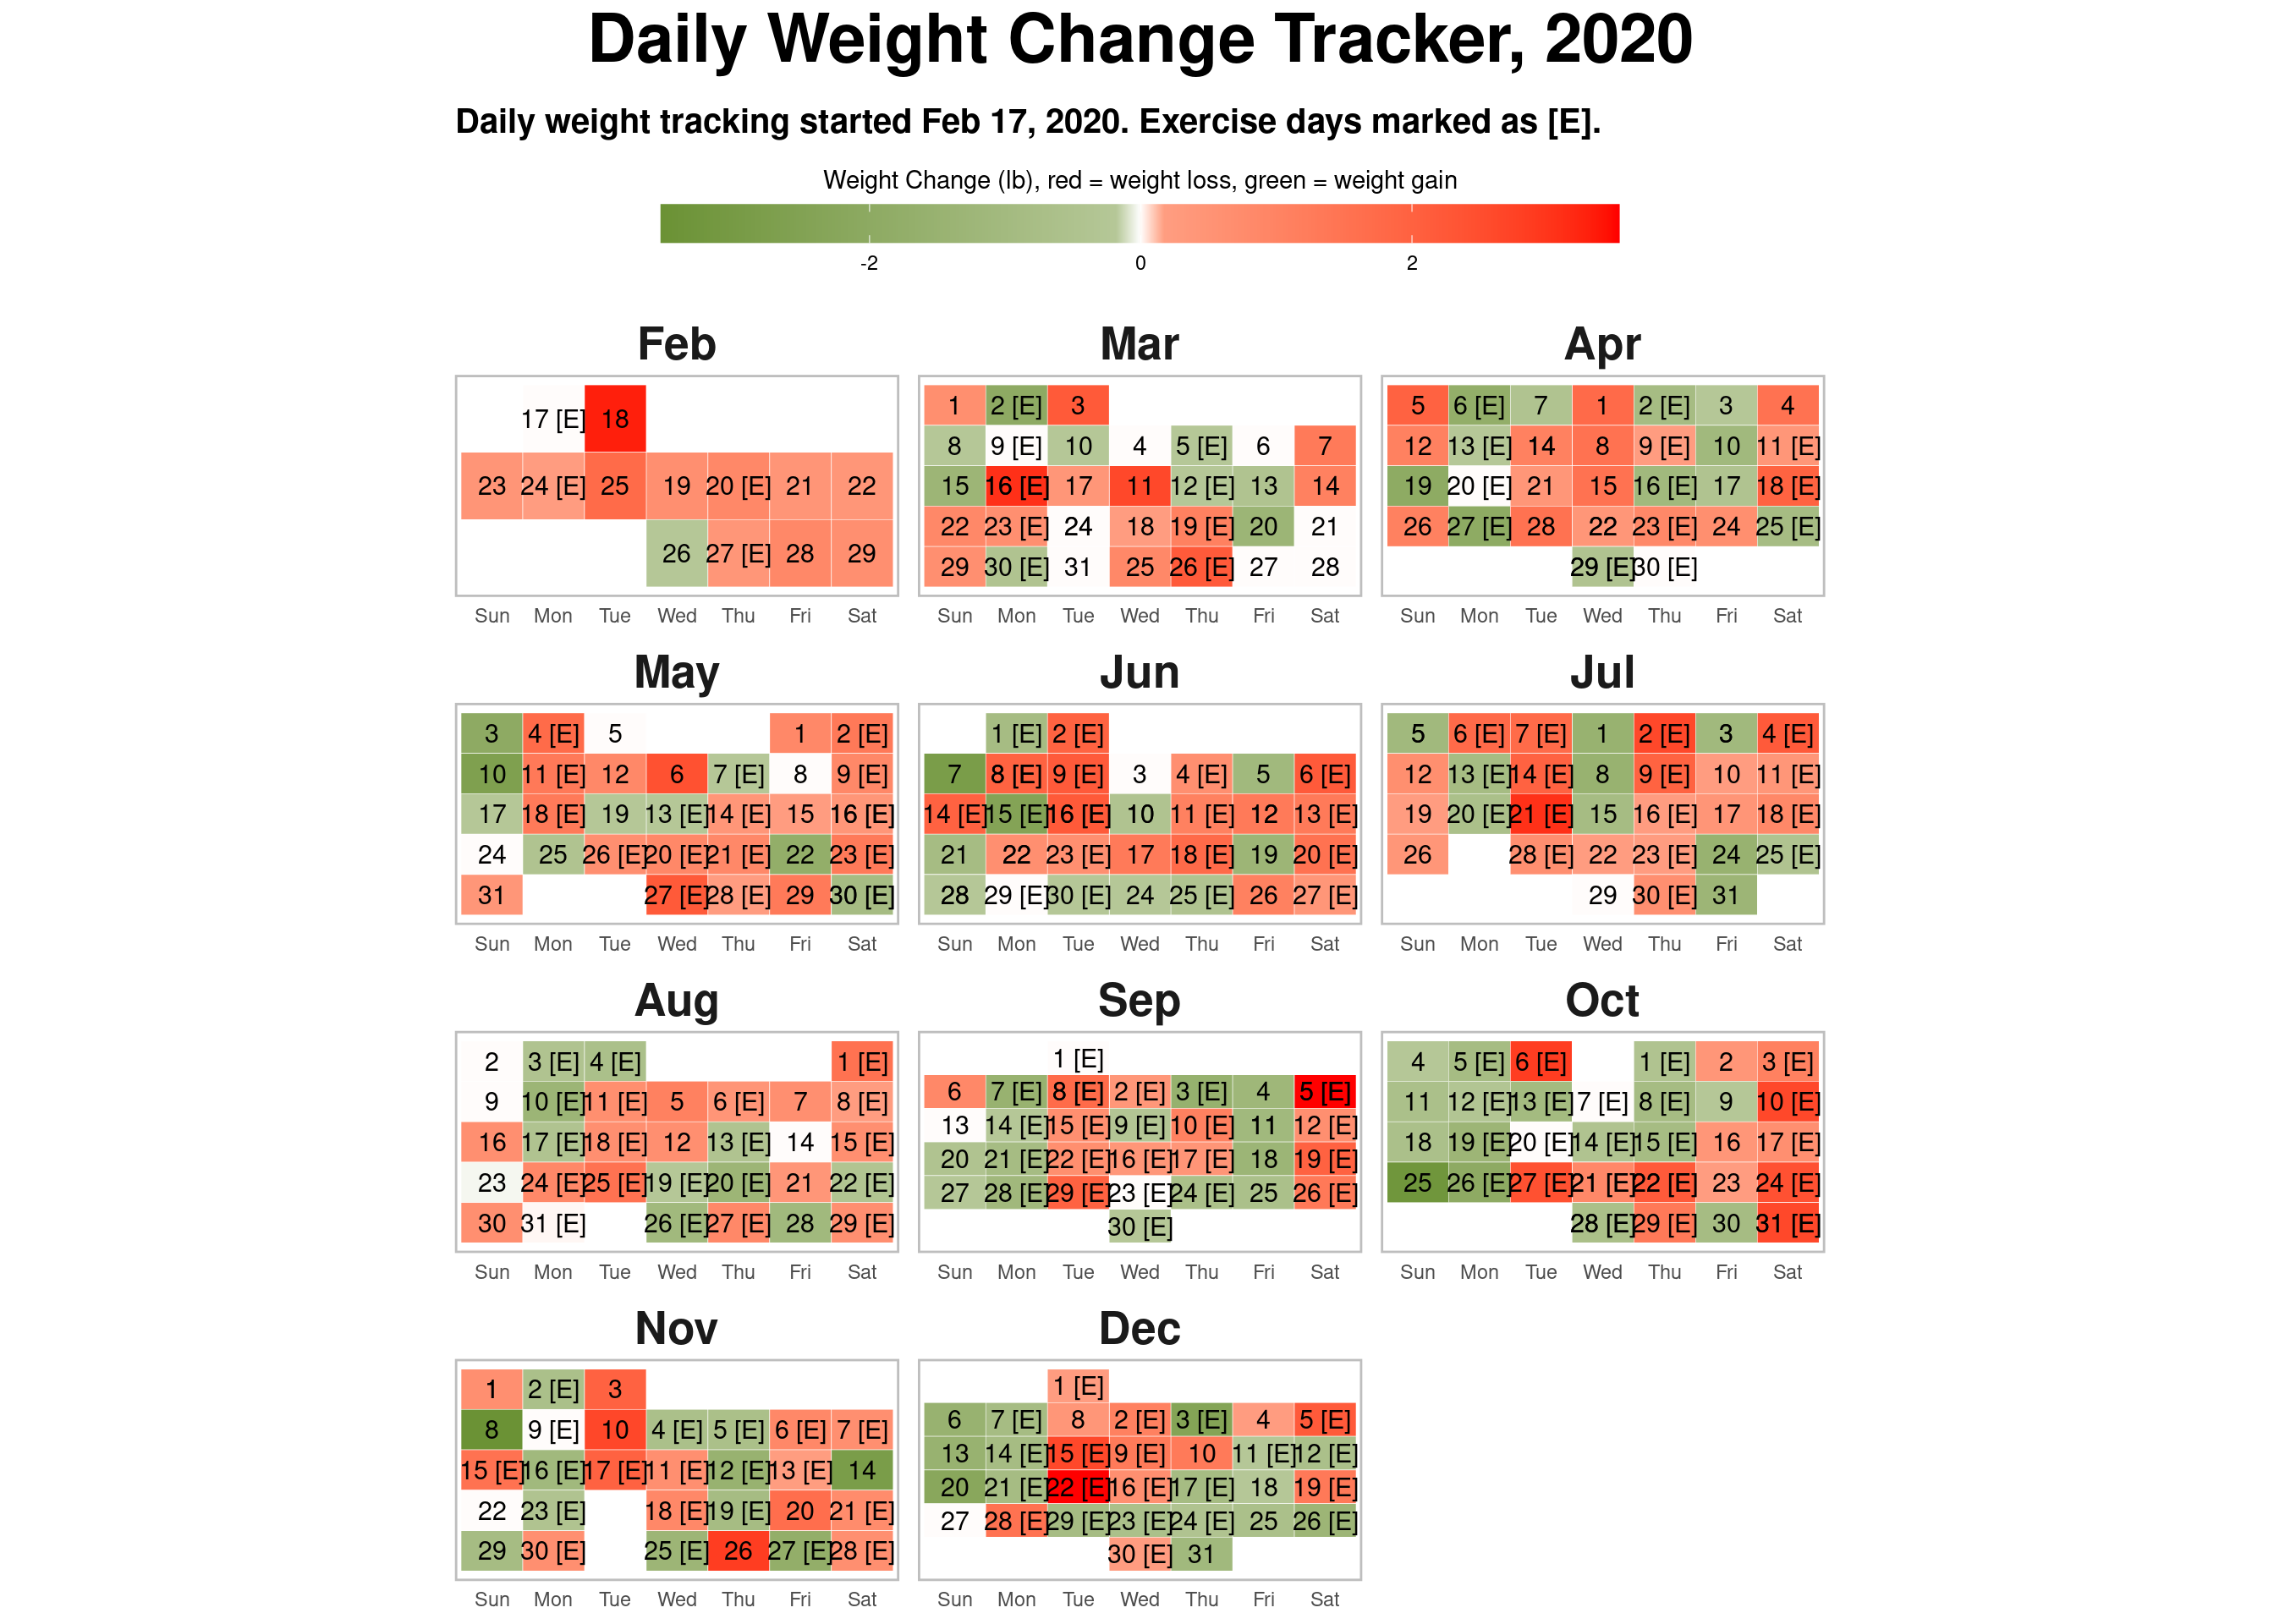 Daily Weight Change Tracker, 2020
Daily weight tracking started Feb 17, 2020. Exercise days marked as [E].
Weight Change (lb), red = weight loss, green = weight gain
-2 0 2
Feb Mar Apr
17 [E] 18
23 24 [E] 25 19 20 [E] 21 22
26 27 [E] 28 29
Sun Mon Tue Wed Thu Fri Sat
1 2 [E] 3
8 9 [E] 10 4 5 [E] 6 7
15 16 [E] 17 11 12 [E] 13 14
22 23 [E] 24 18 19 [E] 20 21
29 30 [E] 31 25 26 [E] 27 28
Sun Mon Tue Wed Thu Fri Sat
5 6 [E] 7 1 2 [E] 3 4
12 13 [E] 14 8 9 [E] 10 11 [E]
19 20 [E] 21 15 16 [E] 17 18 [E]
26 27 [E] 28 22 23 [E] 24 25 [E]
29 [E] 30 [E]
Sun Mon Tue Wed Thu Fri Sat
May Jun Jul
3 4 [E] 5 1 2 [E]
10 11 [E] 12 6 7 [E] 8 9 [E]
17 18 [E] 19 13 [E] 14 [E] 15 16 [E]
24 25 26 [E] 20 [E] 21 [E] 22 23 [E]
31 27 [E] 28 [E] 29 30 [E]
Sun Mon Tue Wed Thu Fri Sat
1 [E] 2 [E]
7 8 [E] 9 [E] 3 4 [E] 5 6 [E]
14 [E] 15 [E] 16 [E] 10 11 [E] 12 13 [E]
21 22 23 [E] 17 18 [E] 19 20 [E]
28 29 [E] 30 [E] 24 25 [E] 26 27 [E]
Sun Mon Tue Wed Thu Fri Sat
5 6 [E] 7 [E] 1 2 [E] 3 4 [E]
12 13 [E] 14 [E] 8 9 [E] 10 11 [E]
19 20 [E] 21 [E] 15 16 [E] 17 18 [E]
26 28 [E] 22 23 [E] 24 25 [E]
29 30 [E] 31
Sun Mon Tue Wed Thu Fri Sat
Aug Sep Oct
2 3 [E] 4 [E] 1 [E]
9 10 [E] 11 [E] 5 6 [E] 7 8 [E]
16 17 [E] 18 [E] 12 13 [E] 14 15 [E]
23 24 [E] 25 [E] 19 [E] 20 [E] 21 22 [E]
30 31 [E] 26 [E] 27 [E] 28 29 [E]
Sun Mon Tue Wed Thu Fri Sat
1 [E]
6 7 [E] 8 [E] 2 [E] 3 [E] 4 5 [E]
13 14 [E] 15 [E] 9 [E] 10 [E] 11 12 [E]
20 21 [E] 22 [E] 16 [E] 17 [E] 18 19 [E]
27 28 [E] 29 [E] 23 [E] 24 [E] 25 26 [E]
30 [E]
Sun Mon Tue Wed Thu Fri Sat
4 5 [E] 6 [E] 1 [E] 2 3 [E]
11 12 [E] 13 [E] 7 [E] 8 [E] 9 10 [E]
18 19 [E] 20 [E] 14 [E] 15 [E] 16 17 [E]
25 26 [E] 27 [E] 21 [E] 22 [E] 23 24 [E]
28 [E] 29 [E] 30 31 [E]
Sun Mon Tue Wed Thu Fri Sat
Nov Dec
1 2 [E] 3
8 9 [E] 10 4 [E] 5 [E] 6 [E] 7 [E]
15 [E] 16 [E] 17 [E] 11 [E] 12 [E] 13 [E] 14
22 23 [E] 18 [E] 19 [E] 20 21 [E]
29 30 [E] 25 [E] 26 27 [E] 28 [E]
Sun Mon Tue Wed Thu Fri Sat
1 [E]
6 7 [E] 8 2 [E] 3 [E] 4 5 [E]
13 14 [E] 15 [E] 9 [E] 10 11 [E] 12 [E]
20 21 [E] 22 [E] 16 [E] 17 [E] 18 19 [E]
27 28 [E] 29 [E] 23 [E] 24 [E] 25 26 [E]
30 [E] 31
Sun Mon Tue Wed Thu Fri Sat